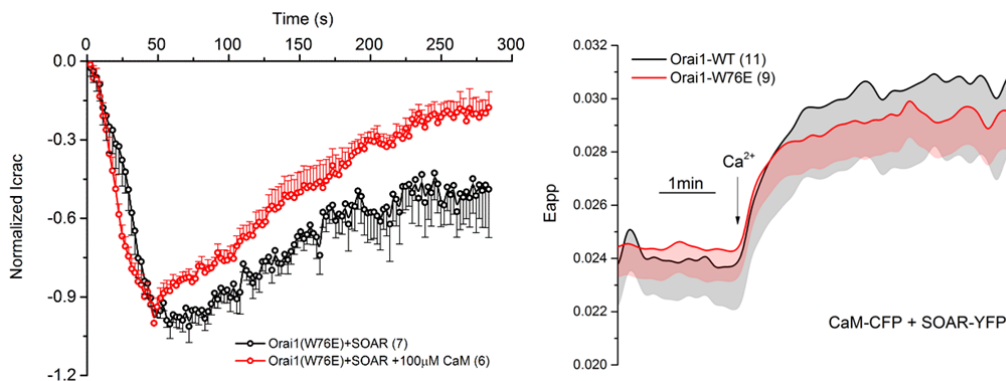 Time (s)
0 50 100 150 200 250 300
0.0
-0.3
-0.6
-0.9
-1.2
Normalized Icrac
Orai1(W76E)+SOAR (7)
Orai1(W76E)+SOAR +100μM CaM (6)
0.032
0.030
0.028
0.026
0.024
0.022
0.020
Eapp
Orai1-WT (11)
Orai1-W76E (9)
Ca²⁺
1min
CaM-CFP + SOAR-YFP